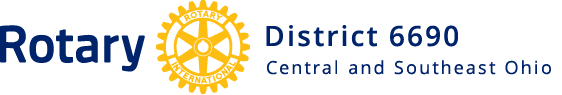 Rotary
ROTARY
INTERNATIONAL
District 6690
Central and Southeast Ohio